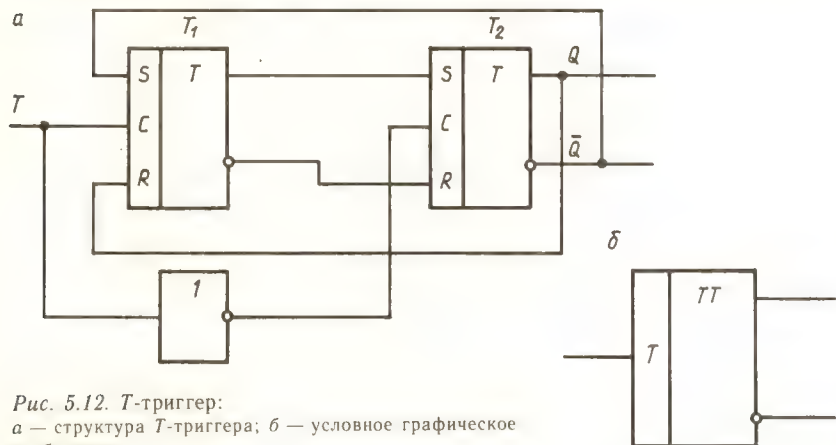 а
T₁
T₂
S
T
S
T
Q
T
C
C
Q̄
R
R
б
1
TT
T
Рис. 5.12. Т-триггер:
а — структура Т-триггера; б — условное графическое